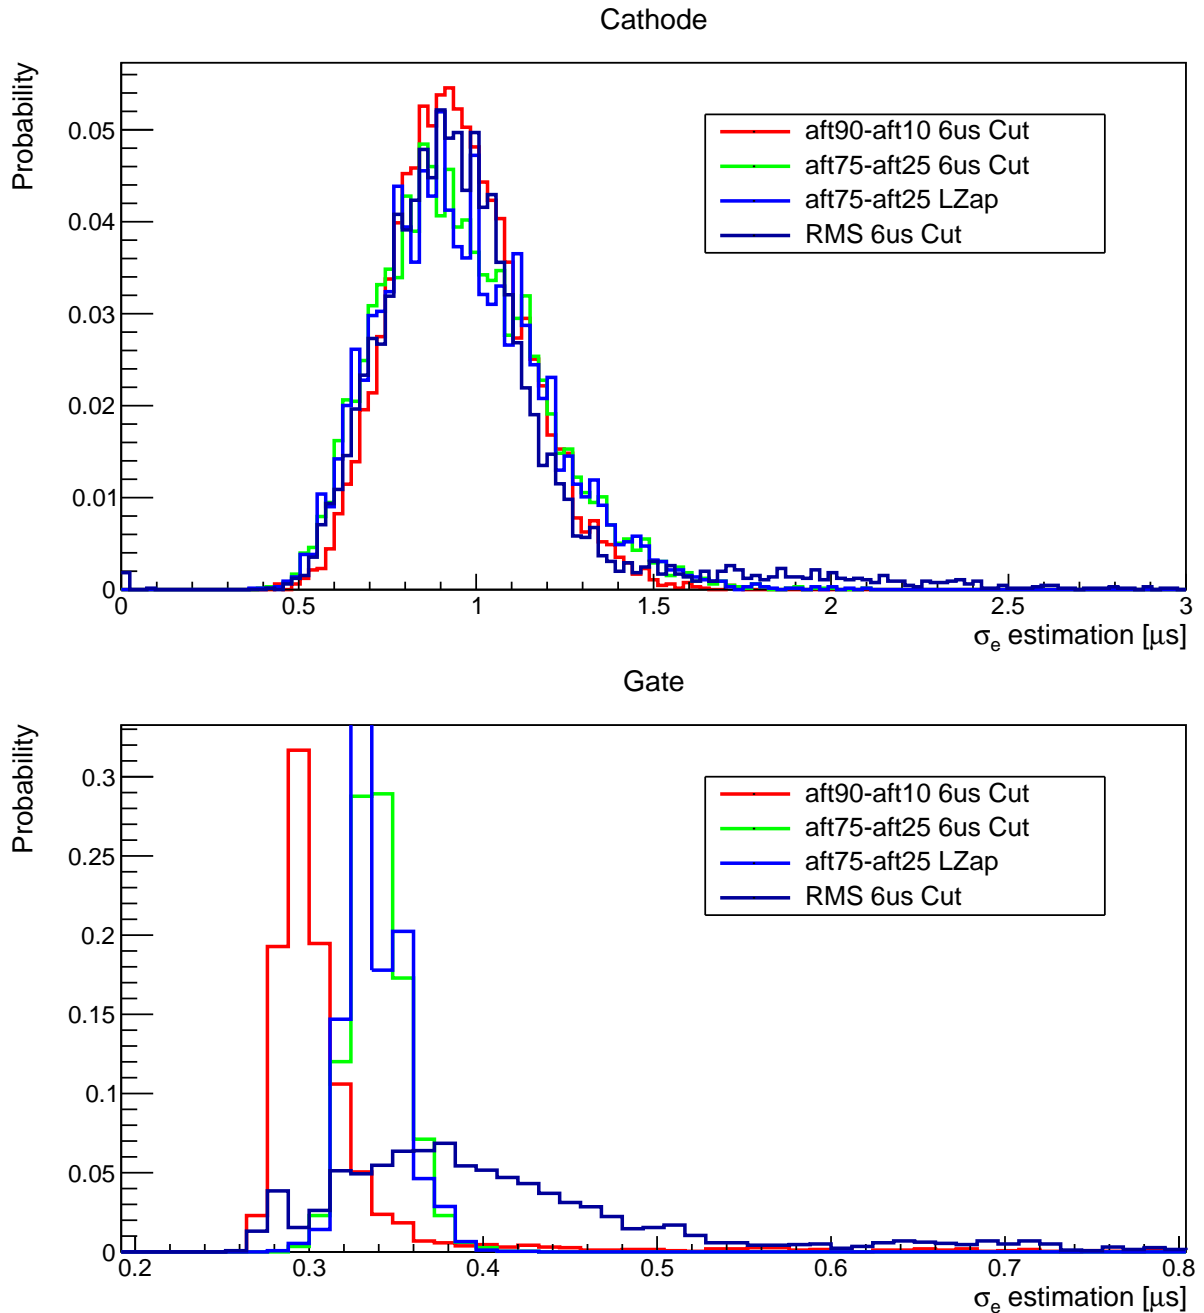 Cathode
Probability
0.05
0.04
0.03
0.02
0.01
0
aft90-aft10 6us Cut
aft75-aft25 6us Cut
aft75-aft25 LZap
RMS 6us Cut
0 0.5 1 1.5 2 2.5 3
σe estimation [μs]
Gate
Probability
0.3
0.25
0.2
0.15
0.1
0.05
0
aft90-aft10 6us Cut
aft75-aft25 6us Cut
aft75-aft25 LZap
RMS 6us Cut
0.2 0.3 0.4 0.5 0.6 0.7 0.8
σe estimation [μs]